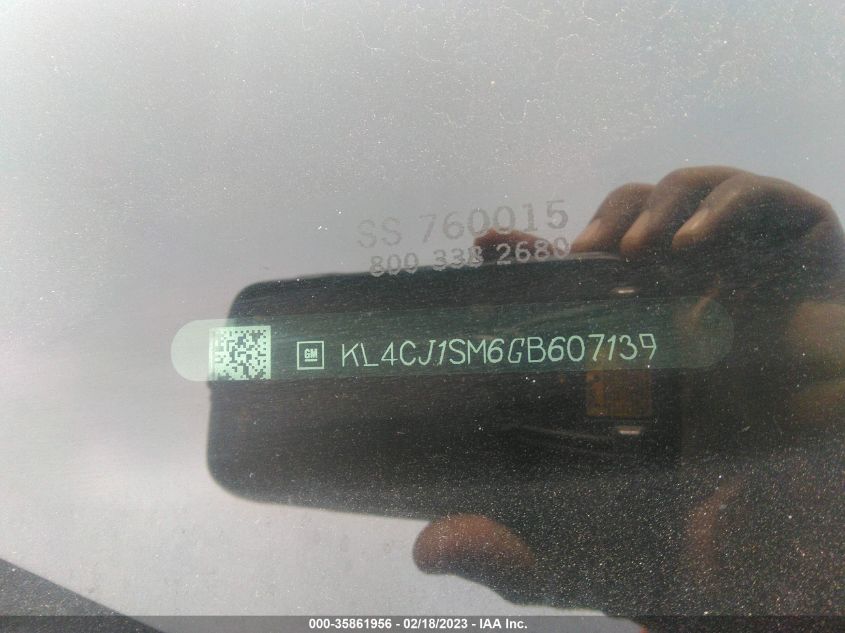 SS 760015
800 338 2680
GM KL4CJ1SM6GB607139
000-35861956 - 02/18/2023 - IAA Inc.